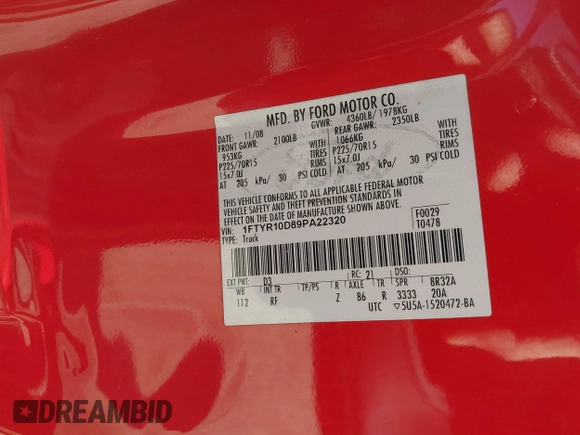 MFD. BY FORD MOTOR CO.
DATE: 11/08 GVWR: 4360LB/ 1978KG
FRONT GAWR: 2100LB REAR GAWR: 2350LB
953KG WITH 1066KG WITH
P225/70R15 TIRES P225/70R15 TIRES
15x7.0J RIMS 15x7.0J RIMS
AT 205 kPa/ 30 PSI COLD AT 205 kPa/ 30 PSI COLD
THIS VEHICLE CONFORMS TO ALL APPLICABLE FEDERAL MOTOR
VEHICLE SAFETY AND THEFT PREVENTION STANDARDS IN
EFFECT ON THE DATE OF MANUFACTURE SHOWN ABOVE.
VIN: 1FTYR10D89PA22320 F0029
TYPE: Truck T0478
EXT PNT: D3 RC: 21 DSO:
WB INT TR TP/PS R AXLE TR SPR 8R32A
112 RF Z 86 R 3333 20A
UTC ▽5U5A-1520472-BA
DREAMBID